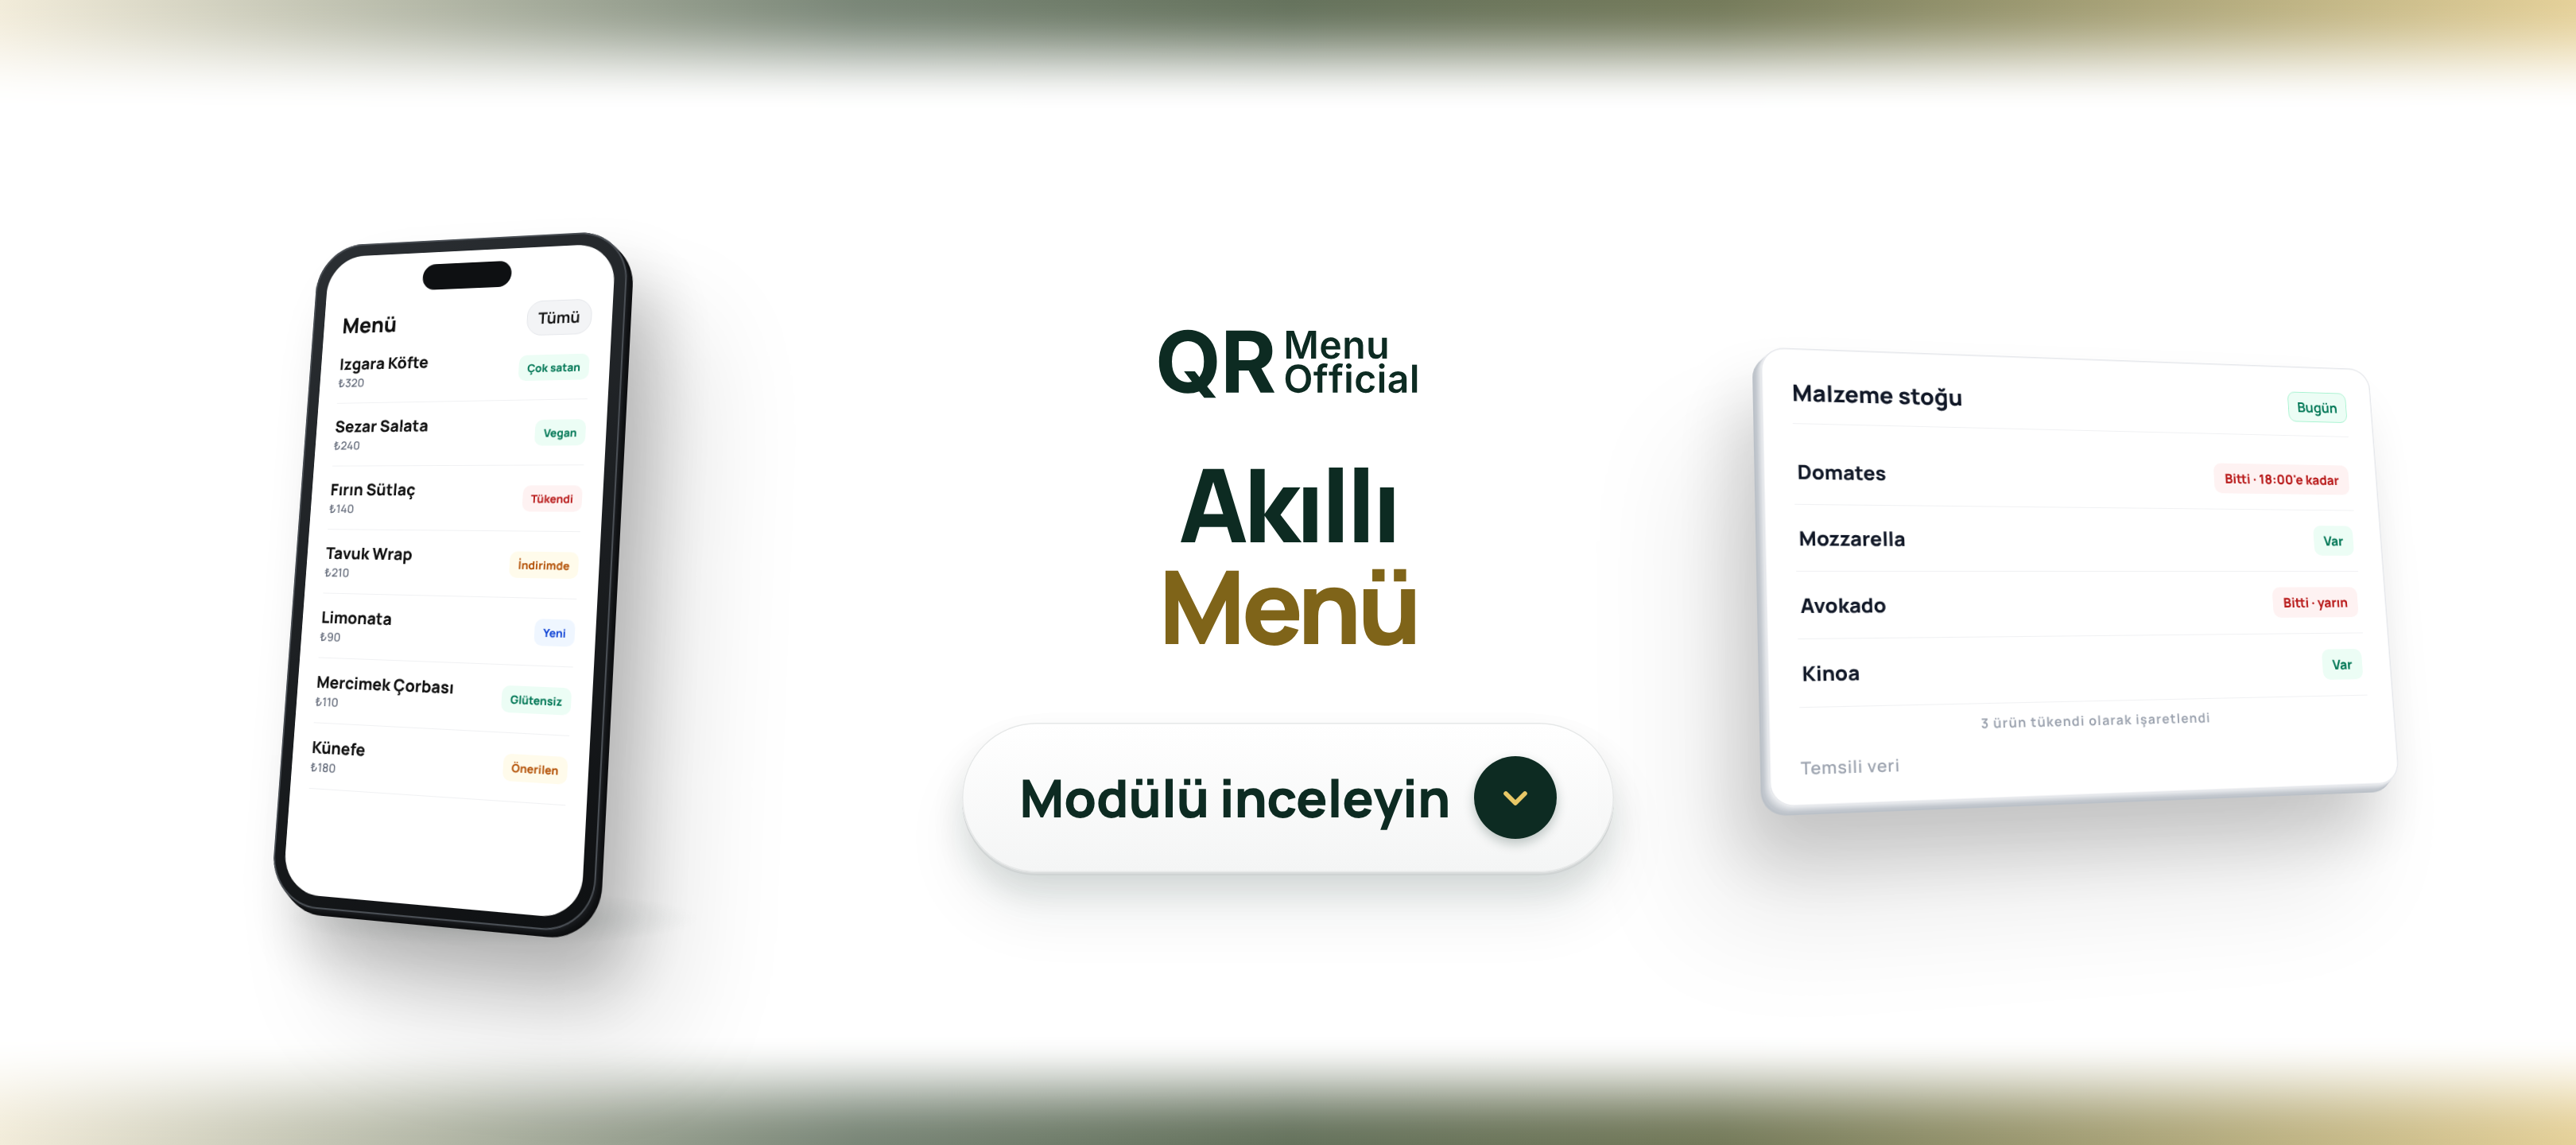 Menü
Tümü
Izgara Köfte
Çok satan
₺320
Sezar Salata
Vegan
₺240
Fırın Sütlaç
Tükendi
₺140
Tavuk Wrap
İndirimde
₺210
Limonata
Yeni
₺90
Mercimek Çorbası
Glütensiz
₺110
Künefe
Önerilen
₺180
QR Menu
Official
Akıllı
Menü
Modülü inceleyin
Malzeme stoğu
Bugün
Domates
Bitti · 18:00'e kadar
Mozzarella
Var
Avokado
Bitti · yarın
Kinoa
Var
3 ürün tükendi olarak işaretlendi
Temsili veri